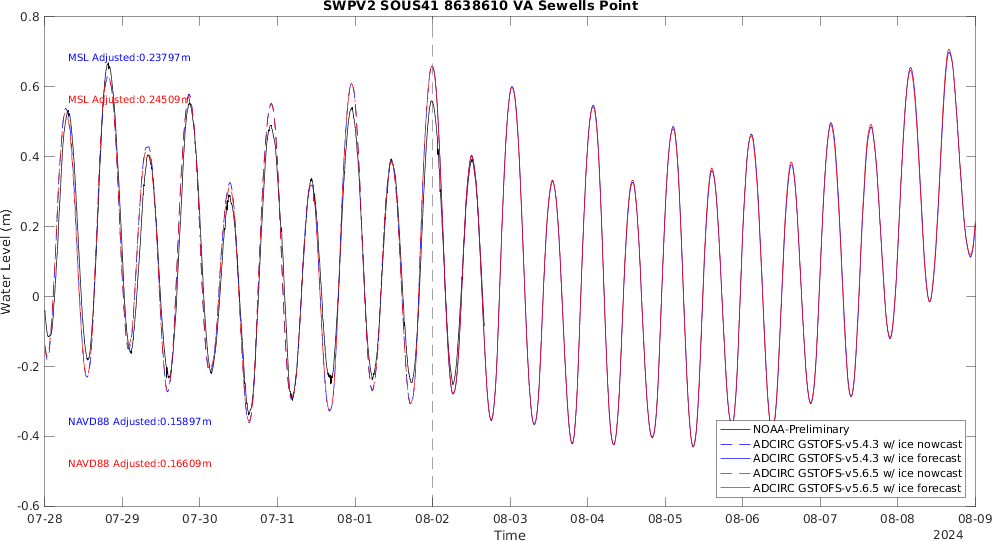 SWPV2 SOUS41 8638610 VA Sewells Point
0.8
0.6
0.4
0.2
0
-0.2
-0.4
-0.6
Water Level (m)
MSL Adjusted:0.23797m
MSL Adjusted:0.24509m
NAVD88 Adjusted:0.15897m
NAVD88 Adjusted:0.16609m
NOAA-Preliminary
ADCIRC GSTOFS-v5.4.3 w/ ice nowcast
ADCIRC GSTOFS-v5.4.3 w/ ice forecast
ADCIRC GSTOFS-v5.6.5 w/ ice nowcast
ADCIRC GSTOFS-v5.6.5 w/ ice forecast
07-28 07-29 07-30 07-31 08-01 08-02 08-03 08-04 08-05 08-06 08-07 08-08 08-09
Time
2024